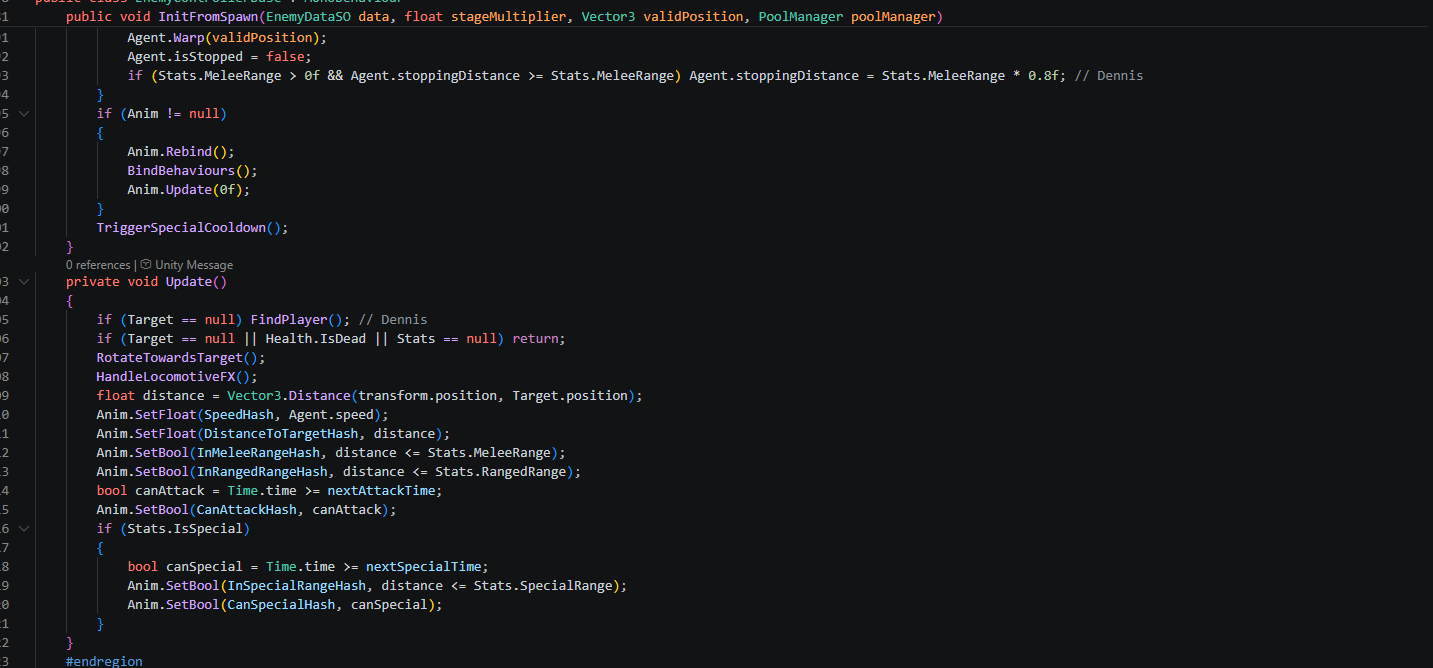 public class EnemyControllerBase : MonoBehaviour
public void InitFromSpawn(EnemyDataSO data, float stageMultiplier, Vector3 validPosition, PoolManager poolManager)
Agent.Warp(validPosition);
Agent.isStopped = false;
if (Stats.MeleeRange > 0f && Agent.stoppingDistance >= Stats.MeleeRange) Agent.stoppingDistance = Stats.MeleeRange * 0.8f; // Dennis
}
if (Anim != null)
{
Anim.Rebind();
BindBehaviours();
Anim.Update(0f);
}
TriggerSpecialCooldown();
}
0 references | Unity Message
private void Update()
{
if (Target == null) FindPlayer(); // Dennis
if (Target == null || Health.IsDead || Stats == null) return;
RotateTowardsTarget();
HandleLocomotiveFX();
float distance = Vector3.Distance(transform.position, Target.position);
Anim.SetFloat(SpeedHash, Agent.speed);
Anim.SetFloat(DistanceToTargetHash, distance);
Anim.SetBool(InMeleeRangeHash, distance <= Stats.MeleeRange);
Anim.SetBool(InRangedRangeHash, distance <= Stats.RangedRange);
bool canAttack = Time.time >= nextAttackTime;
Anim.SetBool(CanAttackHash, canAttack);
if (Stats.IsSpecial)
{
bool canSpecial = Time.time >= nextSpecialTime;
Anim.SetBool(InSpecialRangeHash, distance <= Stats.SpecialRange);
Anim.SetBool(CanSpecialHash, canSpecial);
}
}
#endregion